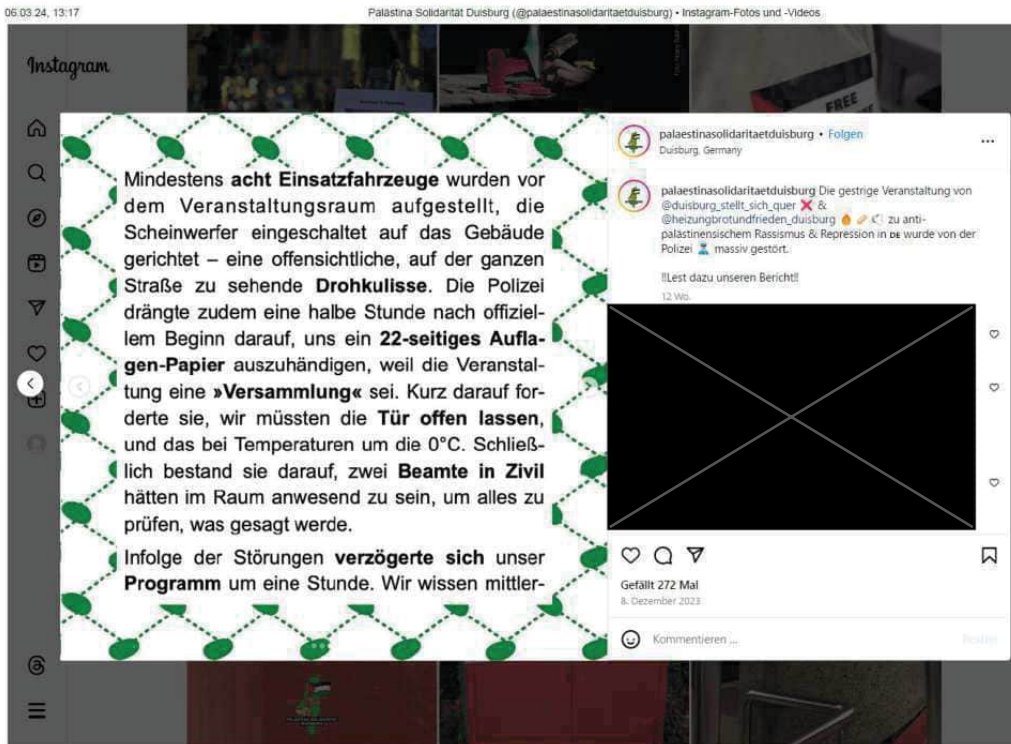 06.03.24, 13:17
Palästina Solidarität Duisburg (@palaestinasolidaritaetduisburg) • Instagram-Fotos und -Videos
Instagram
FREE
Mindestens acht Einsatzfahrzeuge wurden vor
dem Veranstaltungsraum aufgestellt, die
Scheinwerfer eingeschaltet auf das Gebäude
gerichtet – eine offensichtliche, auf der ganzen
Straße zu sehende Drohkulisse. Die Polizei
drängte zudem eine halbe Stunde nach offiziel-
lem Beginn darauf, uns ein 22-seitiges Aufla-
gen-Papier auszuhändigen, weil die Veranstal-
tung eine »Versammlung« sei. Kurz darauf for-
derte sie, wir müssten die Tür offen lassen,
und das bei Temperaturen um die 0°C. Schließ-
lich bestand sie darauf, zwei Beamte in Zivil
hätten im Raum anwesend zu sein, um alles zu
prüfen, was gesagt werde.
Infolge der Störungen verzögerte sich unser
Programm um eine Stunde. Wir wissen mittler-
palaestinasolidaritaetduisburg • Folgen
Duisburg, Germany
palaestinasolidaritaetduisburg Die gestrige Veranstaltung von
@duisburg_stellt_sich_quer ❌ &
@heizungbrotundfrieden_duisburg 🔥 🥖 🕊 zu anti-
palästinensischem Rassismus & Repression in DE wurde von der
Polizei 👮 massiv gestört.
‼Lest dazu unseren Bericht‼
12 Wo.
Gefällt 272 Mal
8. Dezember 2023
Kommentieren ...
Posten